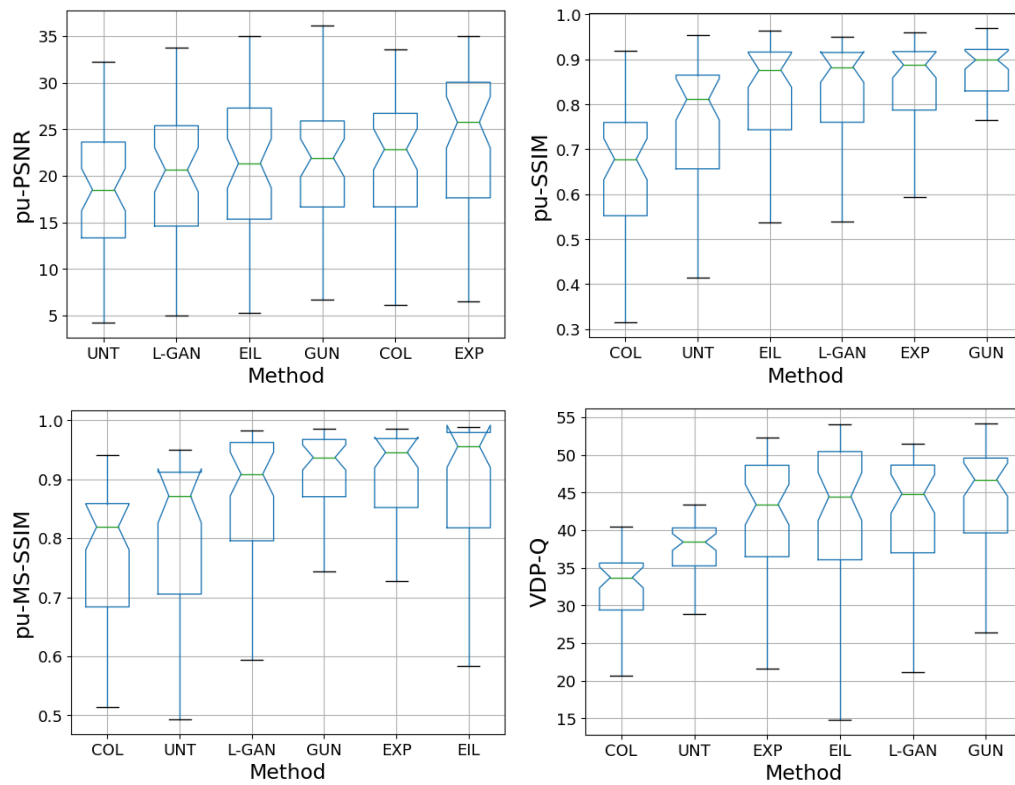 pu-PSNR
35
30
25
20
15
10
5
UNT L-GAN EIL GUN COL EXP
Method
pu-SSIM
1.0
0.9
0.8
0.7
0.6
0.5
0.4
0.3
COL UNT EIL L-GAN EXP GUN
Method
pu-MS-SSIM
1.0
0.9
0.8
0.7
0.6
0.5
COL UNT L-GAN GUN EXP EIL
Method
VDP-Q
55
50
45
40
35
30
25
20
15
COL UNT EXP EIL L-GAN GUN
Method